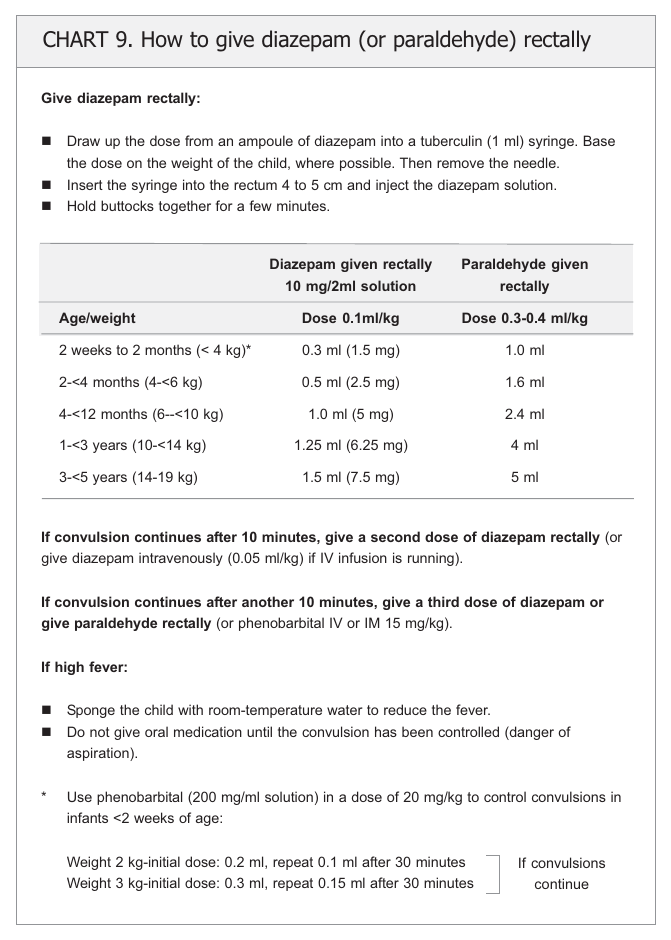 CHART 9. How to give diazepam (or paraldehyde) rectally
Give diazepam rectally:
■ Draw up the dose from an ampoule of diazepam into a tuberculin (1 ml) syringe. Base
the dose on the weight of the child, where possible. Then remove the needle.
■ Insert the syringe into the rectum 4 to 5 cm and inject the diazepam solution.
■ Hold buttocks together for a few minutes.
Diazepam given rectally Paraldehyde given
10 mg/2ml solution rectally
Age/weight Dose 0.1ml/kg Dose 0.3-0.4 ml/kg
2 weeks to 2 months (< 4 kg)* 0.3 ml (1.5 mg) 1.0 ml
2-<4 months (4-<6 kg) 0.5 ml (2.5 mg) 1.6 ml
4-<12 months (6--<10 kg) 1.0 ml (5 mg) 2.4 ml
1-<3 years (10-<14 kg) 1.25 ml (6.25 mg) 4 ml
3-<5 years (14-19 kg) 1.5 ml (7.5 mg) 5 ml
If convulsion continues after 10 minutes, give a second dose of diazepam rectally (or
give diazepam intravenously (0.05 ml/kg) if IV infusion is running).
If convulsion continues after another 10 minutes, give a third dose of diazepam or
give paraldehyde rectally (or phenobarbital IV or IM 15 mg/kg).
If high fever:
■ Sponge the child with room-temperature water to reduce the fever.
■ Do not give oral medication until the convulsion has been controlled (danger of
aspiration).
* Use phenobarbital (200 mg/ml solution) in a dose of 20 mg/kg to control convulsions in
infants <2 weeks of age:
Weight 2 kg-initial dose: 0.2 ml, repeat 0.1 ml after 30 minutes If convulsions
Weight 3 kg-initial dose: 0.3 ml, repeat 0.15 ml after 30 minutes continue